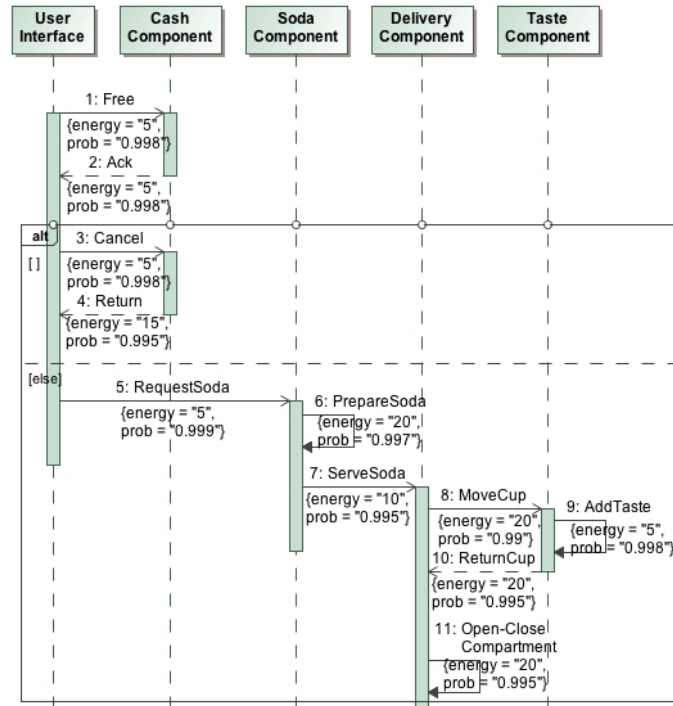 User
Interface
Cash
Component
Soda
Component
Delivery
Component
Taste
Component
1: Free
{energy = "5",
prob = "0.998"}
2: Ack
{energy = "5",
prob = "0.998"}
alt
3: Cancel
[ ]
{energy = "5",
prob = "0.998"}
4: Return
{energy = "15",
prob = "0.995"}
[else]
5: RequestSoda
{energy = "5",
prob = "0.999"}
6: PrepareSoda
{energy = "20",
prob = "0.997"}
7: ServeSoda
{energy = "10",
prob = "0.995"}
8: MoveCup
{energy = "20",
prob = "0.99"}
9: AddTaste
{energy = "5",
prob = "0.998"}
10: ReturnCup
{energy = "20",
prob = "0.995"}
11: Open-Close
Compartment
{energy = "20",
prob = "0.995"}